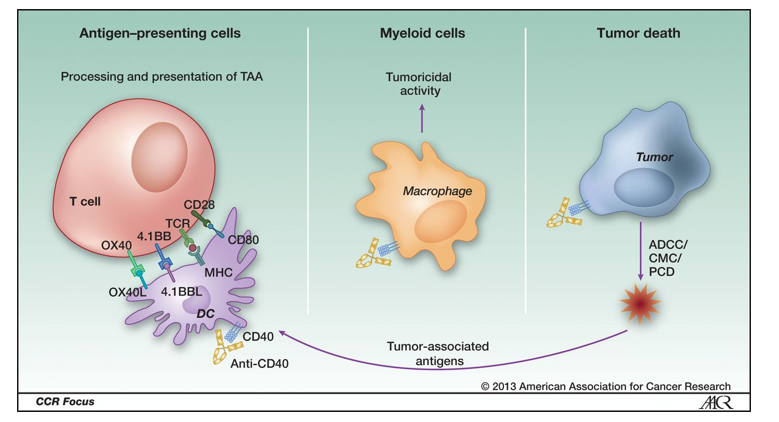 Antigen–presenting cells
Myeloid cells
Tumor death
Processing and presentation of TAA
Tumoricidal
activity
T cell
CD28
TCR
4.1BB
OX40
CD80
MHC
OX40L
4.1BBL
DC
CD40
Anti-CD40
Macrophage
Tumor
ADCC/
CMC/
PCD
Tumor-associated
antigens
© 2013 American Association for Cancer Research
CCR Focus
AACR